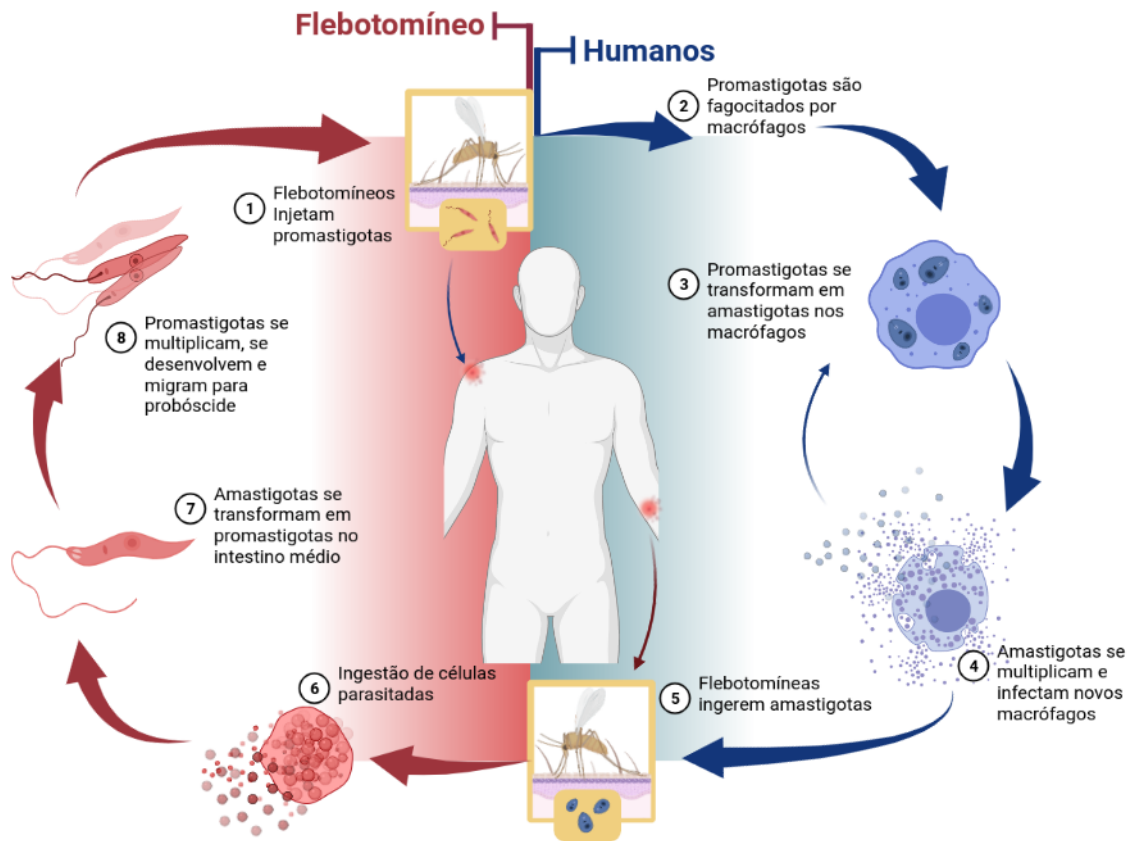 Flebotomíneo
Humanos
1
Flebotomíneos
Injetam
promastigotas
2
Promastigotas são
fagocitados por
macrófagos
3
Promastigotas se
transformam em
amastigotas nos
macrófagos
4
Amastigotas se
multiplicam e
infectam novos
macrófagos
5
Flebotomíneas
ingerem amastigotas
6
Ingestão de células
parasitadas
7
Amastigotas se
transformam em
promastigotas no
intestino médio
8
Promastigotas se
multiplicam, se
desenvolvem e
migram para
probóscide